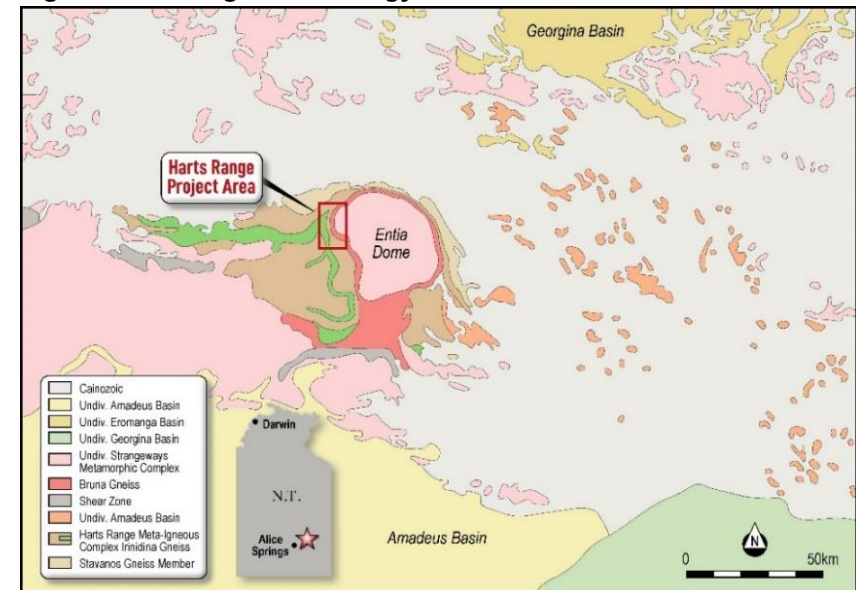 Georgina Basin
Harts Range
Project Area
Entia
Dome
Cainozoic
Undiv. Amadeus Basin
Undiv. Eromanga Basin
Undiv. Georgina Basin
Undiv. Strangeways
Metamorphic Complex
Bruna Gneiss
Shear Zone
Undiv. Amadeus Basin
Harts Range Meta-Igneous
Complex Irindina Gneiss
Stavanos Gneiss Member
Darwin
N.T.
Alice
Springs
Amadeus Basin
N
0 50km